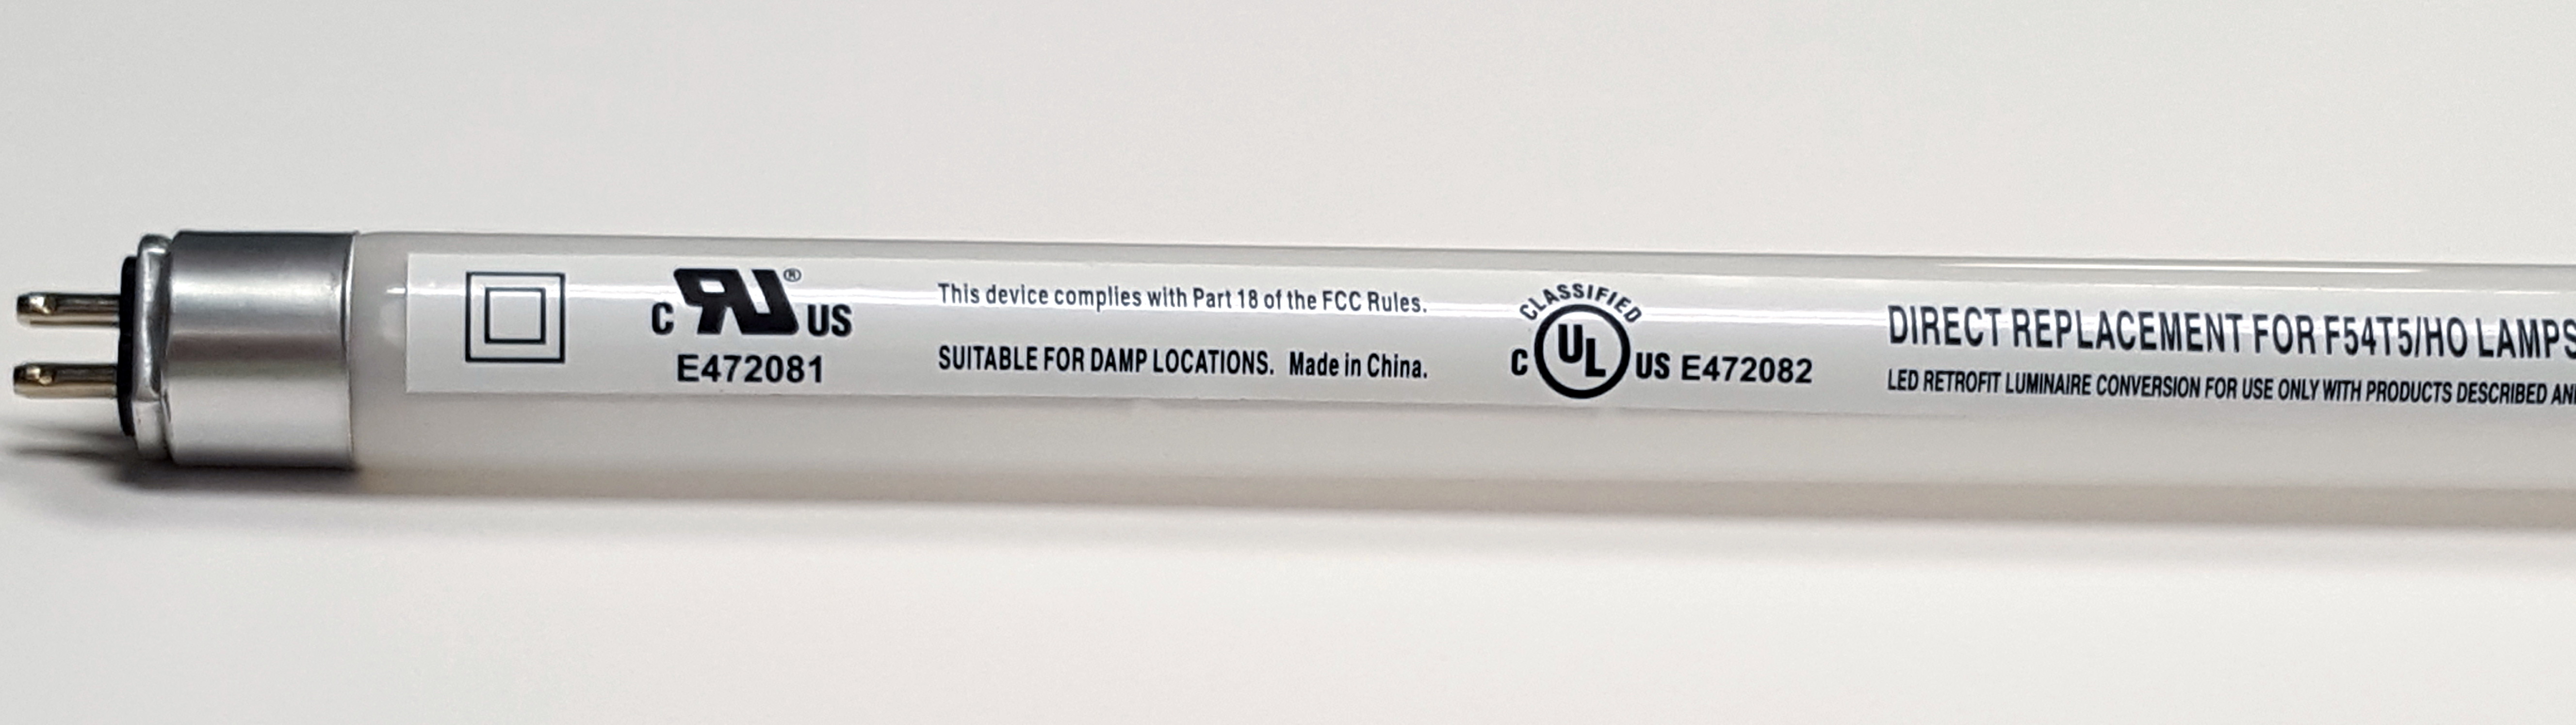 C RU® US
E472081
This device complies with Part 18 of the FCC Rules.
SUITABLE FOR DAMP LOCATIONS. Made in China.
CLASSIFIED
C UL US E472082
DIRECT REPLACEMENT FOR F54T5/HO LAMPS
LED RETROFIT LUMINAIRE CONVERSION FOR USE ONLY WITH PRODUCTS DESCRIBED